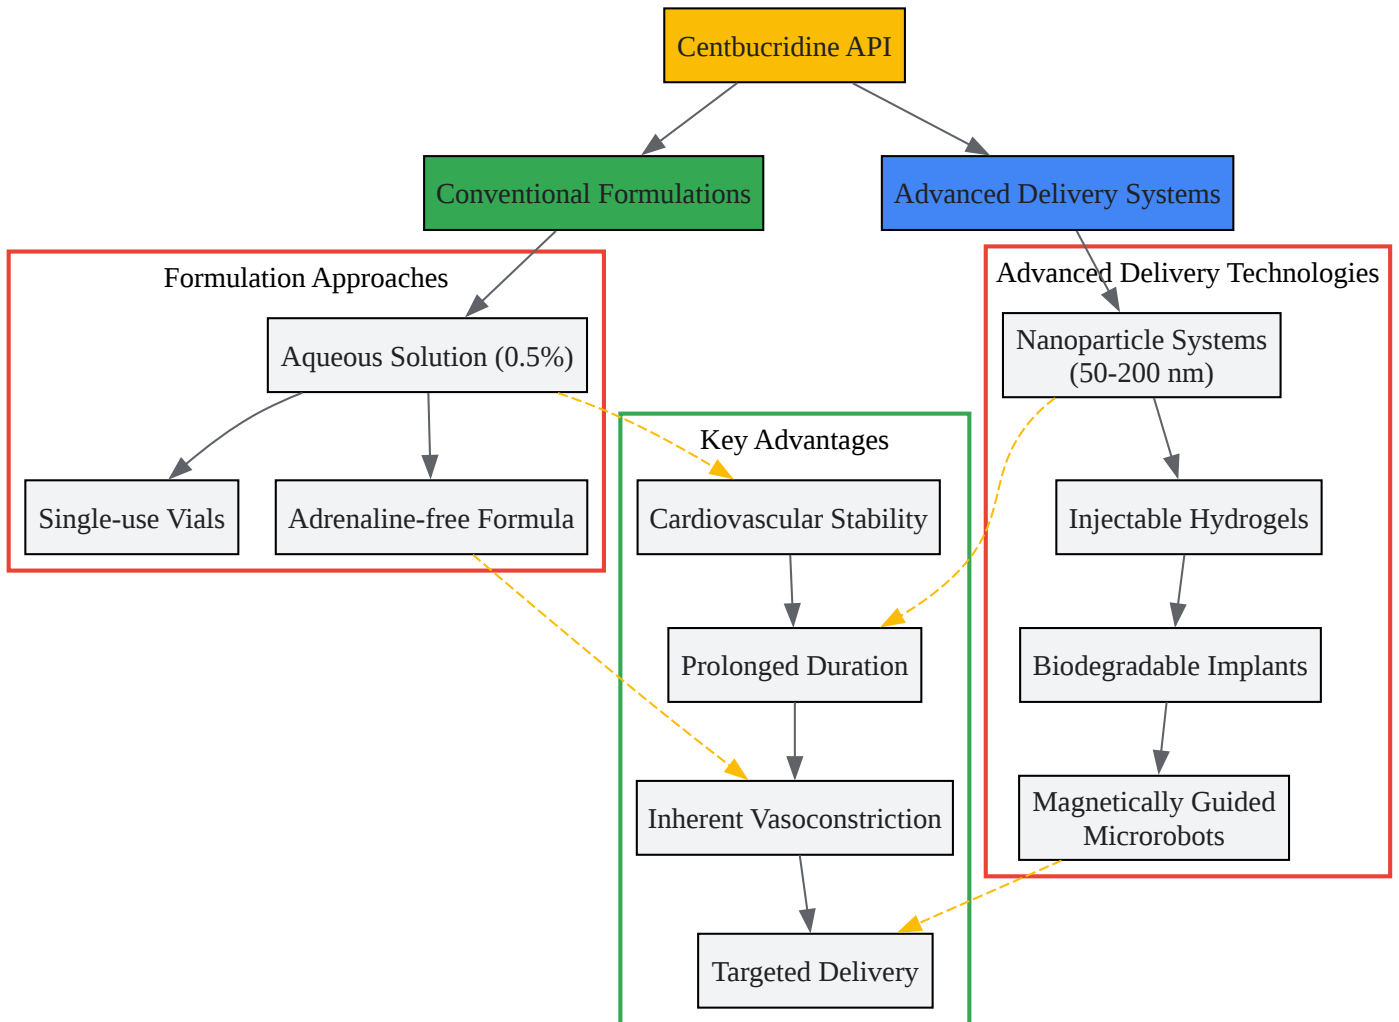 Centbucridine API
Conventional Formulations
Advanced Delivery Systems
Formulation Approaches
Aqueous Solution (0.5%)
Single-use Vials
Adrenaline-free Formula
Key Advantages
Cardiovascular Stability
Prolonged Duration
Inherent Vasoconstriction
Targeted Delivery
Advanced Delivery Technologies
Nanoparticle Systems
(50-200 nm)
Injectable Hydrogels
Biodegradable Implants
Magnetically Guided
Microrobots